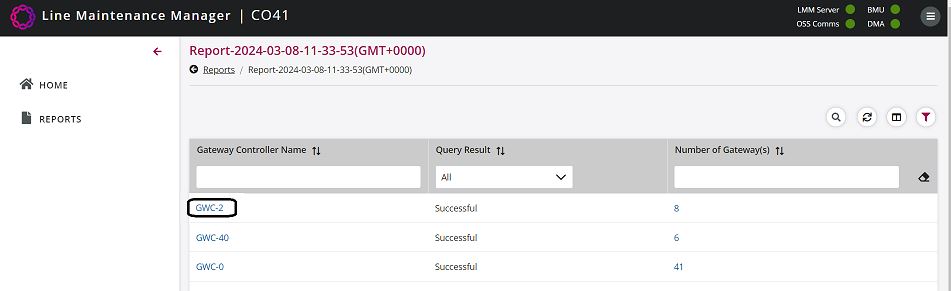 Line Maintenance Manager | CO41
LMM Server
BMU
OSS Comms
DMA
Report-2024-03-08-11-33-53(GMT+0000)
Reports / Report-2024-03-08-11-33-53(GMT+0000)
HOME
REPORTS
Gateway Controller Name
Query Result
Number of Gateway(s)
All
GWC-2 Successful 8
GWC-40 Successful 6
GWC-0 Successful 41